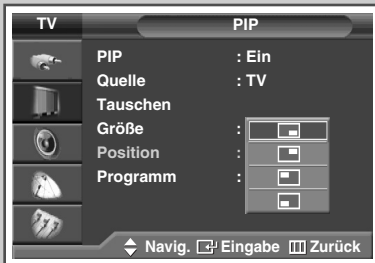 TV PIP
PIP : Ein
Quelle : TV
Tauschen
Größe :
Position :
Programm :
Navig. Eingabe Zurück